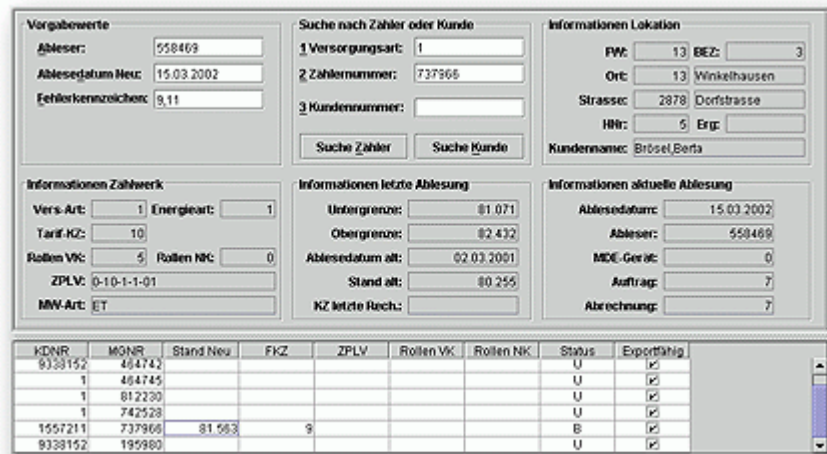 Vorgabewerte
Ableser: 558469
Ablesedatum Neu: 15.03.2002
Fehlerkennzeichen: 9,11
Suche nach Zähler oder Kunde
1 Versorgungsart: 1
2 Zählernummer: 737966
3 Kundennummer:
Suche Zähler Suche Kunde
Informationen Lokation
FW: 13 BEZ: 3
Ort: 13 Winkelhausen
Strasse: 2878 Dorfstrasse
HNr: 5 Erg:
Kundenname: Brösel,Berta
Informationen Zählwerk
Vers-Art: 1 Energieart: 1
Tarif-KZ: 10
Rollen VK: 5 Rollen NK: 0
ZPLV: 0-10-1-1-01
MW-Art: ET
Informationen letzte Ablesung
Untergrenze: 81.071
Obergrenze: 82.432
Ablesedatum alt: 02.03.2001
Stand alt: 80.255
KZ letzte Rech.:
Informationen aktuelle Ablesung
Ablesedatum: 15.03.2002
Ableser: 558469
MDE-Gerät: 0
Auftrag: 7
Abrechnung: 7
KDNR MGNR Stand Neu FKZ ZPLV Rollen VK Rollen NK Status Exportfähig
9338152 464742 U
1 464745 U
1 812230 U
1 742528 U
1557211 737966 81.563 9 B
9338152 195980 U